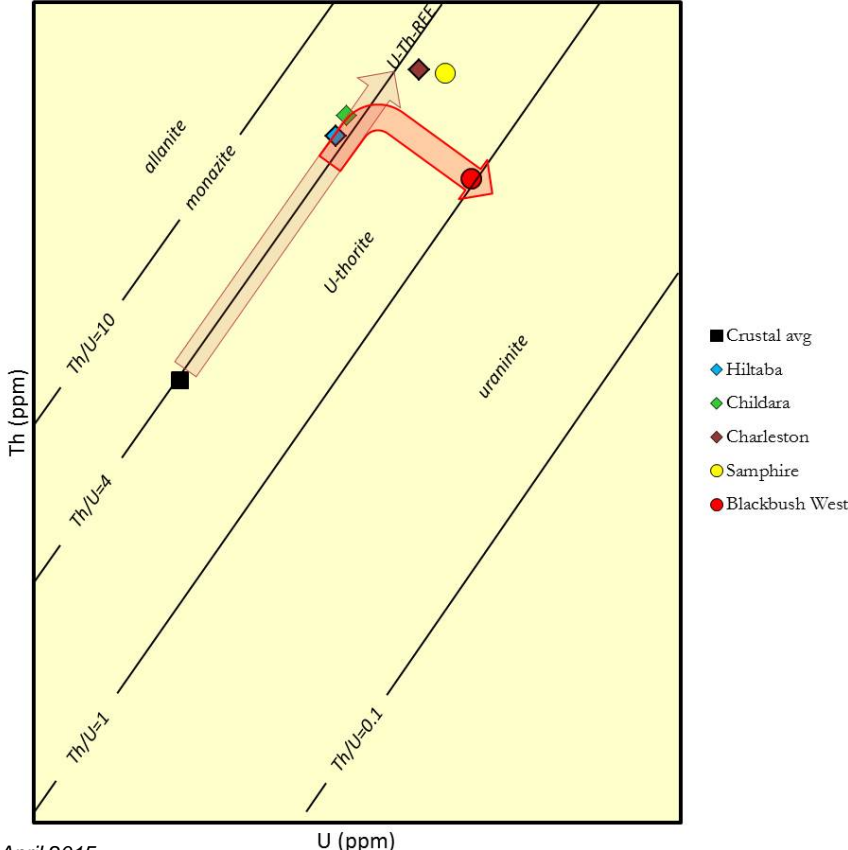 U-Th-REE
allanite
monazite
U-thorite
uraninite
Th/U=10
Th/U=4
Th/U=1
Th/U=0.1
Th (ppm)
U (ppm)
Crustal avg
Hiltaba
Childara
Charleston
Samphire
Blackbush West
April 2015